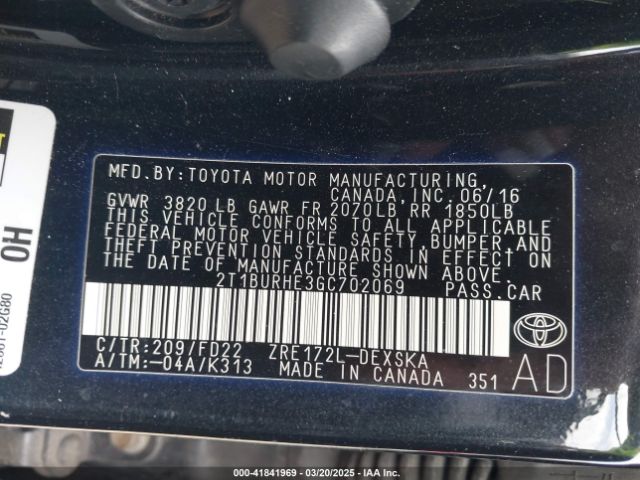 MFD. BY: TOYOTA MOTOR MANUFACTURING,
CANADA, INC. 06/16
GVWR 3820 LB GAWR FR 2070LB RR 1850LB
THIS VEHICLE CONFORMS TO ALL APPLICABLE
FEDERAL MOTOR VEHICLE SAFETY, BUMPER, AND
THEFT PREVENTION STANDARDS IN EFFECT ON
THE DATE OF MANUFACTURE SHOWN ABOVE.
2T1BURHE3GC702069 PASS. CAR
C/TR: 209/FD22 ZRE172L-DEXSKA
A/TM: -04A/K313 MADE IN CANADA 351
AD
OH
000-41841969 — 03/20/2025 — IAA Inc.